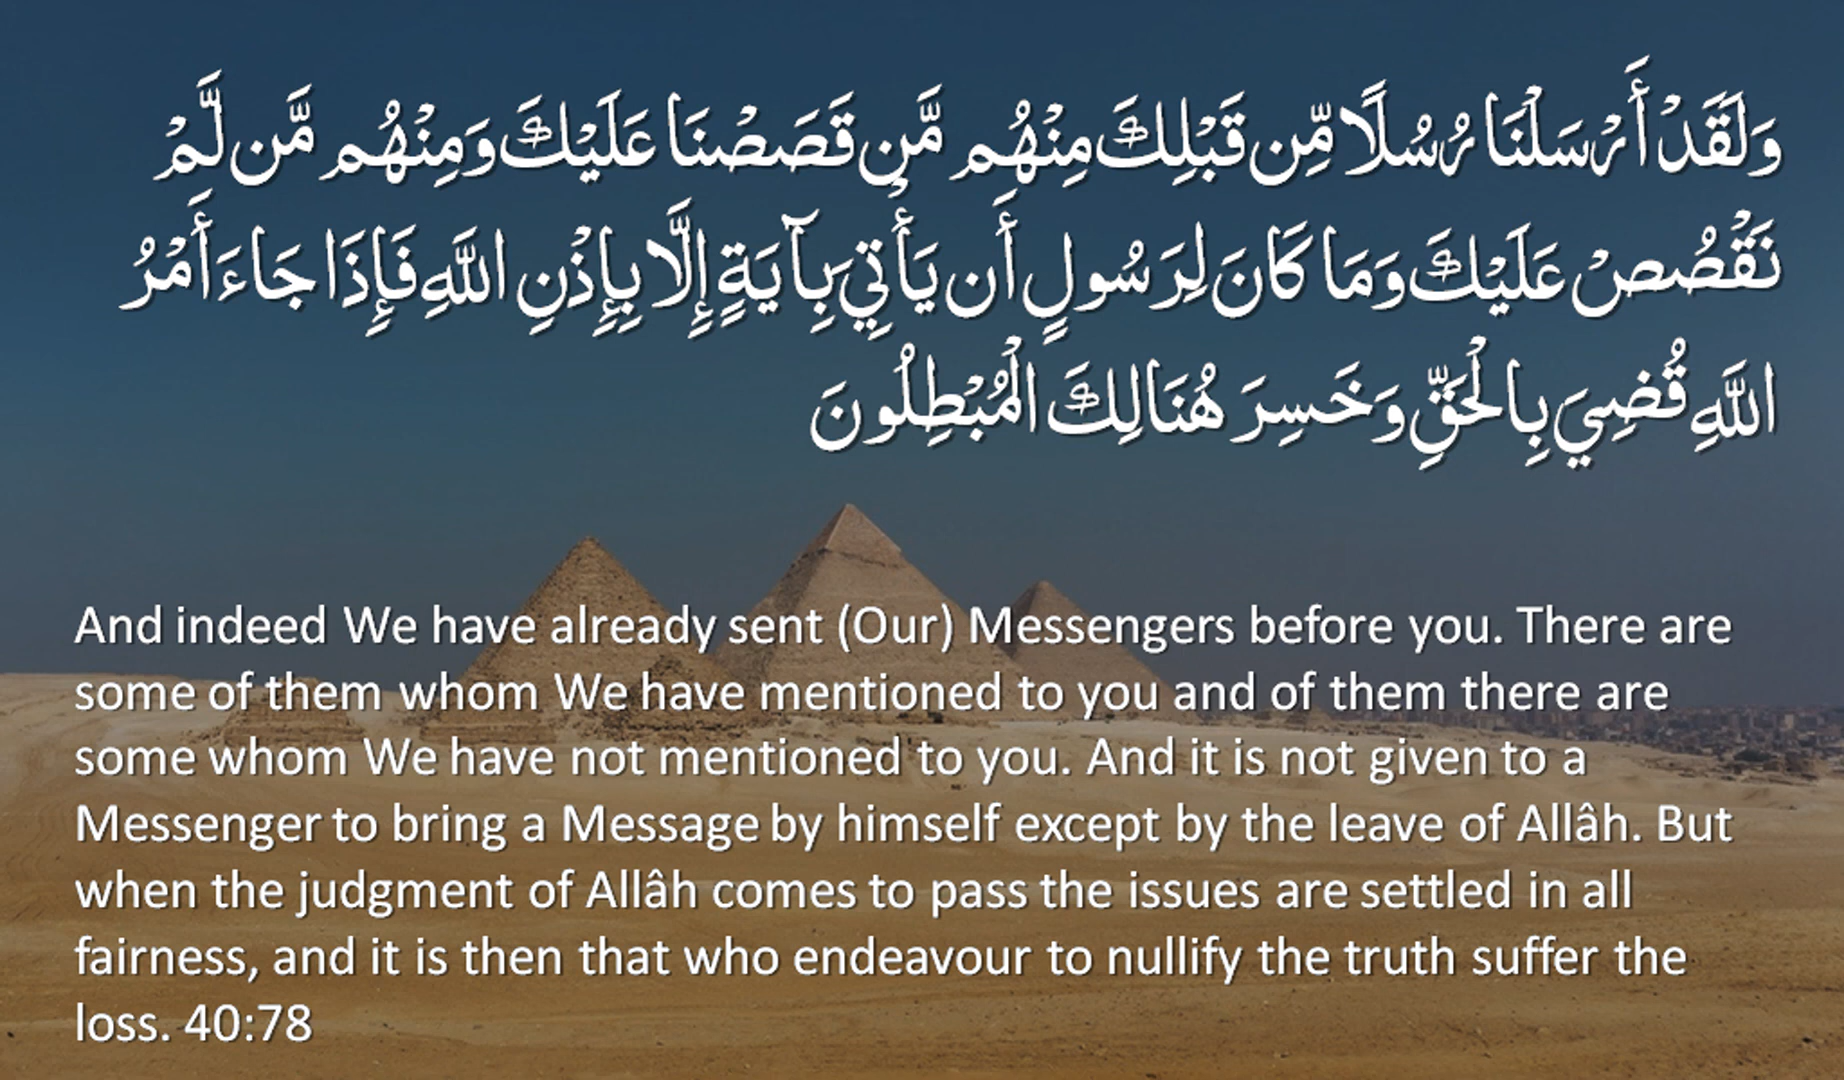 وَلَقَدْ أَرْسَلْنَا رُسُلًا مِّن قَبْلِكَ مِنْهُم مَّن قَصَصْنَا عَلَيْكَ وَمِنْهُم مَّن لَّمْ
نَقْصُصْ عَلَيْكَ وَمَا كَانَ لِرَسُولٍ أَن يَأْتِيَ بِآيَةٍ إِلَّا بِإِذْنِ اللَّهِ فَإِذَا جَاءَ أَمْرُ
اللَّهِ قُضِيَ بِالْحَقِّ وَخَسِرَ هُنَالِكَ الْمُبْطِلُونَ
And indeed We have already sent (Our) Messengers before you. There are
some of them whom We have mentioned to you and of them there are
some whom We have not mentioned to you. And it is not given to a
Messenger to bring a Message by himself except by the leave of Allâh. But
when the judgment of Allâh comes to pass the issues are settled in all
fairness, and it is then that who endeavour to nullify the truth suffer the
loss. 40:78